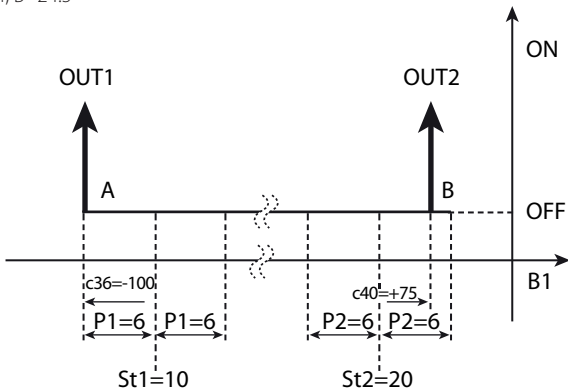 ON
OUT1 OUT2
A B
OFF
B1
c36=-100 c40=+75
P1=6 P1=6 P2=6 P2=6
St1=10 St2=20